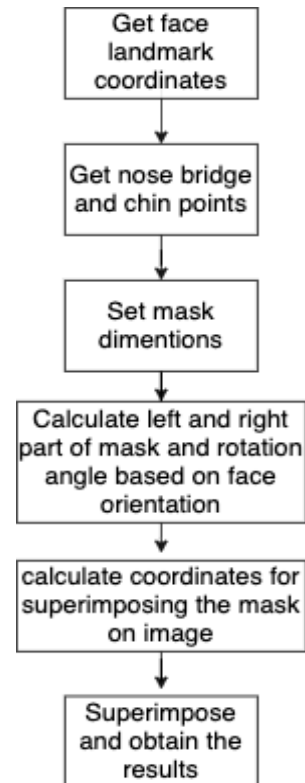 Get face
landmark
coordinates
Get nose bridge
and chin points
Set mask
dimentions
Calculate left and right
part of mask and rotation
angle based on face
orientation
calculate coordinates for
superimposing the mask
on image
Superimpose
and obtain the
results